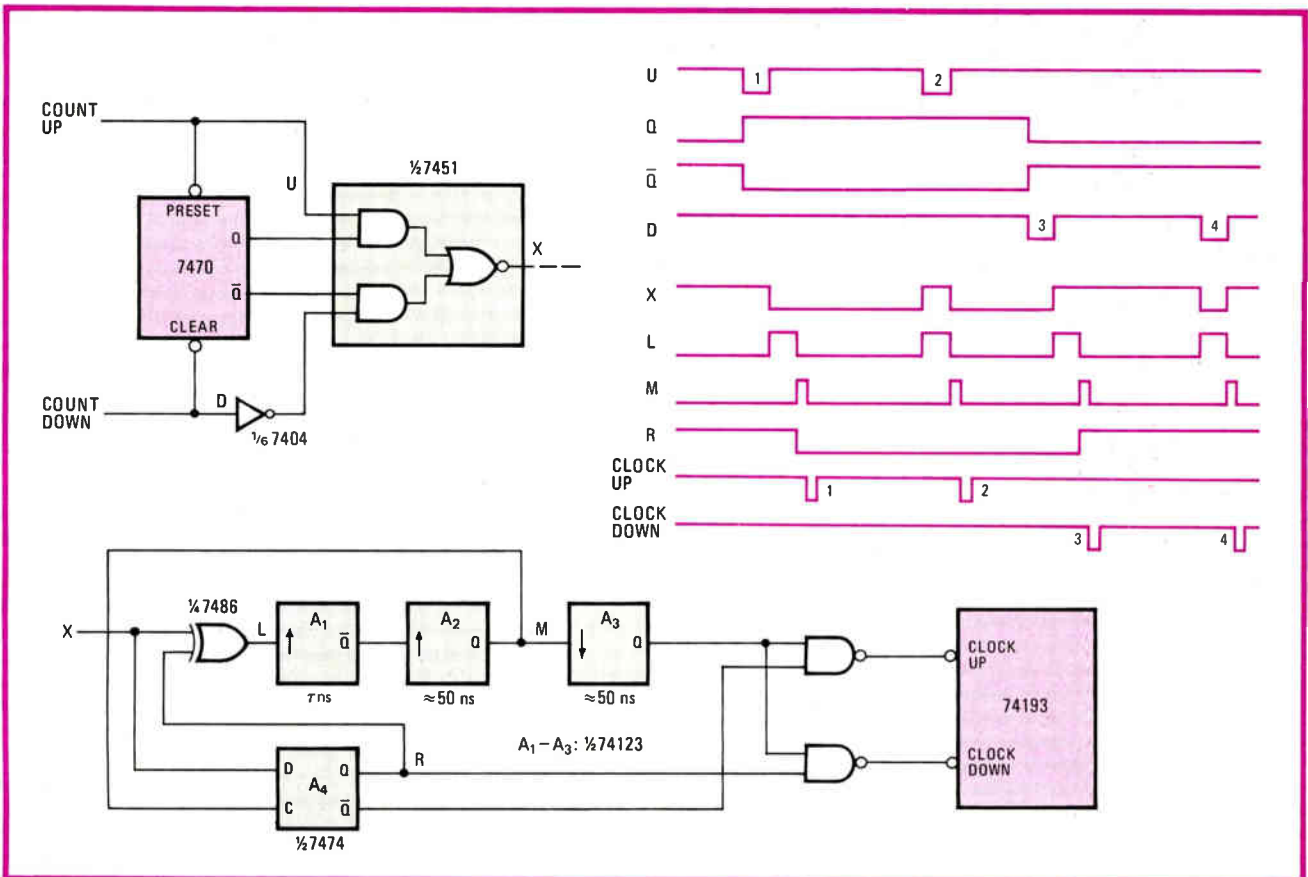 COUNT
UP
U
½7451
PRESET
Q
7470
Q̅
CLEAR
X
COUNT
DOWN
D
1/6 7404
U
1
2
Q
Q̅
D
3
4
X
L
M
R
CLOCK
UP
1
2
CLOCK
DOWN
3
4
X
¼7486
L
A₁
Q̅
τ ns
A₂
Q
≈50 ns
M
A₃
Q
≈50 ns
A₁–A₃: ½74123
D
Q
R
A₄
C
Q̅
½7474
CLOCK
UP
74193
CLOCK
DOWN